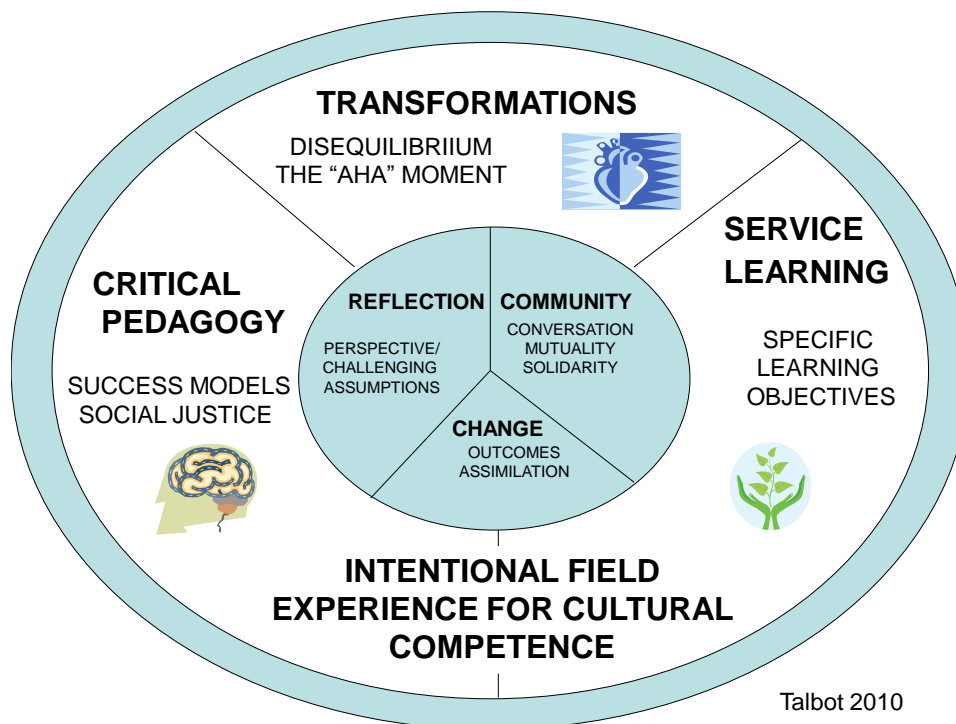 TRANSFORMATIONS
DISEQUILIBRIIUM
THE “AHA” MOMENT
CRITICAL
PEDAGOGY
SUCCESS MODELS
SOCIAL JUSTICE
REFLECTION
PERSPECTIVE/
CHALLENGING
ASSUMPTIONS
COMMUNITY
CONVERSATION
MUTUALITY
SOLIDARITY
CHANGE
OUTCOMES
ASSIMILATION
SERVICE
LEARNING
SPECIFIC
LEARNING
OBJECTIVES
INTENTIONAL FIELD
EXPERIENCE FOR CULTURAL
COMPETENCE
Talbot 2010